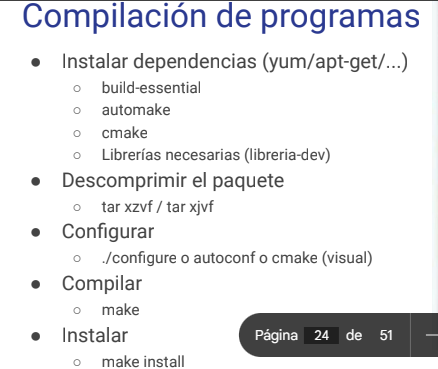 Compilación de programas
● Instalar dependencias (yum/apt-get/...)
○ build-essential
○ automake
○ cmake
○ Librerías necesarias (libreria-dev)
● Descomprimir el paquete
○ tar xzvf / tar xjvf
● Configurar
○ ./configure o autoconf o cmake (visual)
● Compilar
○ make
● Instalar
○ make install
Página 24 de 51